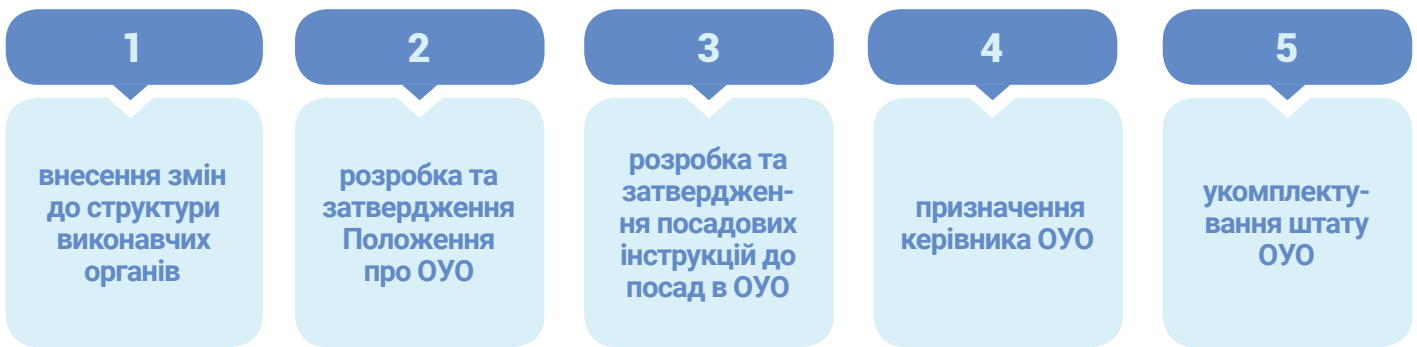 1
внесення змін
до структури
виконавчих
органів
2
розробка та
затвердження
Положення
про ОУО
3
розробка та
затверджен-
ня посадових
інструкцій до
посад в ОУО
4
призначення
керівника ОУО
5
укомплекту-
вання штату
ОУО